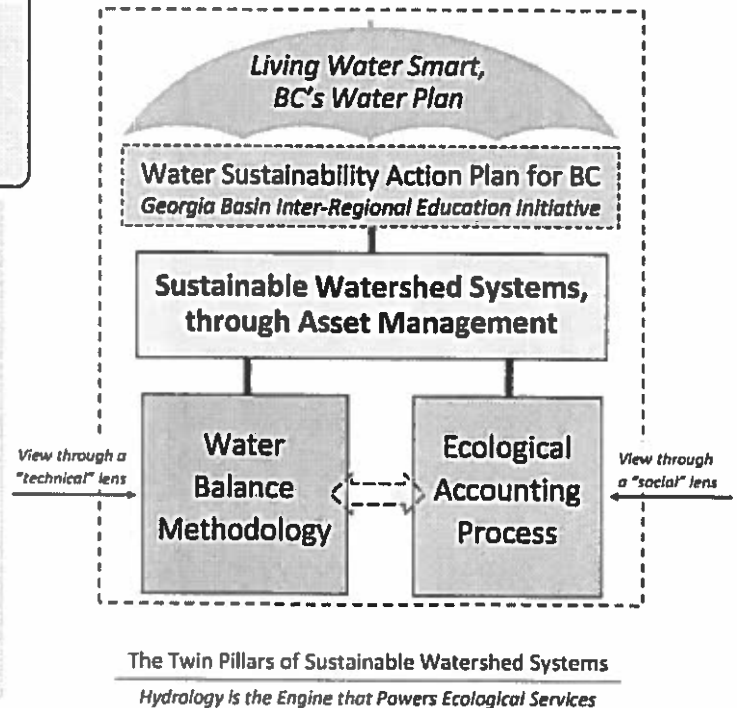 Living Water Smart,
BC's Water Plan
Water Sustainability Action Plan for BC
Georgia Basin Inter-Regional Education Initiative
Sustainable Watershed Systems,
through Asset Management
View through a
"technical" lens
Water
Balance
Methodology
Ecological
Accounting
Process
View through
a "social" lens
The Twin Pillars of Sustainable Watershed Systems
Hydrology is the Engine that Powers Ecological Services